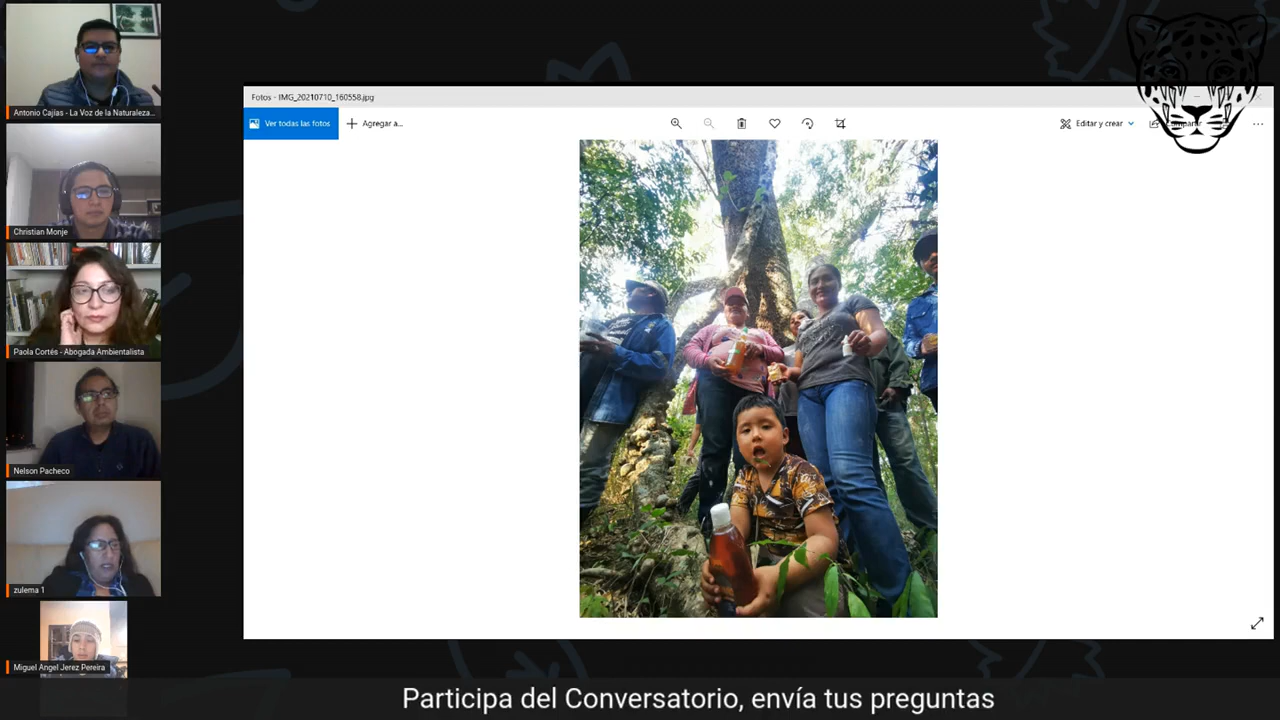 Antonio Cajías - La Voz de la Naturaleza...
Christian Monje
Paola Cortés - Abogada Ambientalista
Nelson Pacheco
zulema 1
Miguel Angel Jerez Pereira
Fotos - IMG_20210710_160558.jpg
Ver todas las fotos
Agregar a...
Editar y crear
Participa del Conversatorio, envía tus preguntas